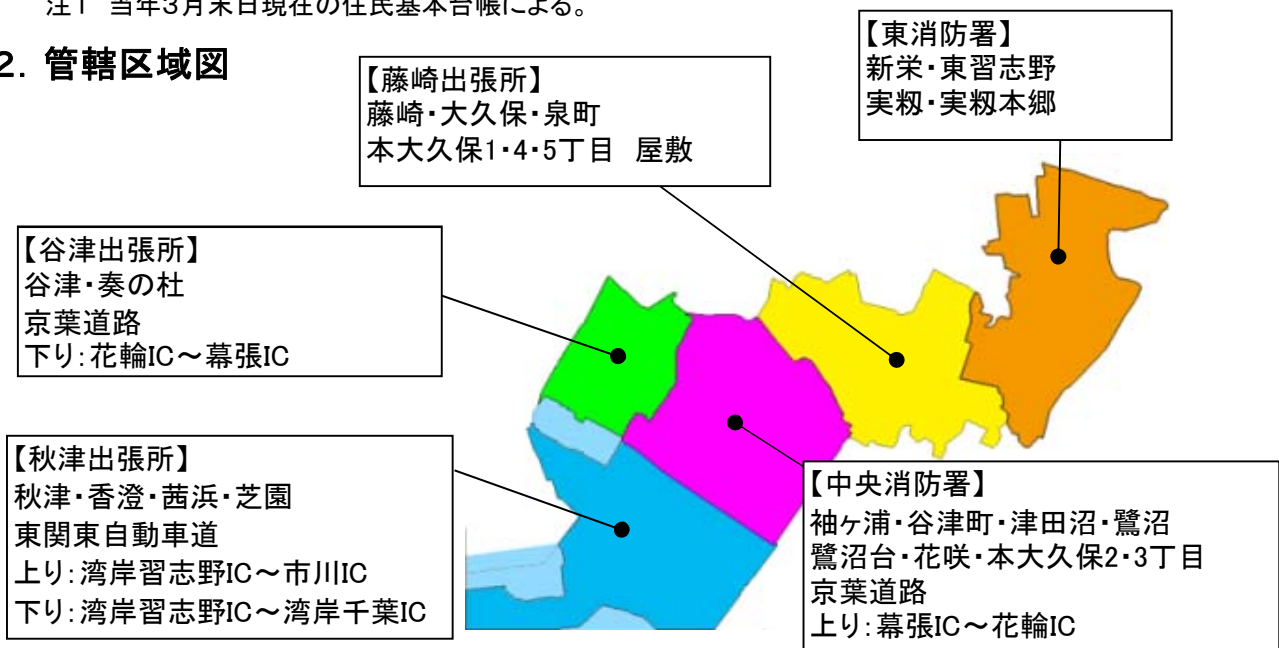 注1 当年3月末日現在の住民基本台帳による。
2. 管轄区域図
【東消防署】
新栄・東習志野
実籾・実籾本郷
【藤崎出張所】
藤崎・大久保・泉町
本大久保1・4・5丁目 屋敷
【谷津出張所】
谷津・奏の杜
京葉道路
下り:花輪IC～幕張IC
【秋津出張所】
秋津・香澄・茜浜・芝園
東関東自動車道
上り:湾岸習志野IC～市川IC
下り:湾岸習志野IC～湾岸千葉IC
【中央消防署】
袖ヶ浦・谷津町・津田沼・鷺沼
鷺沼台・花咲・本大久保2・3丁目
京葉道路
上り:幕張IC～花輪IC